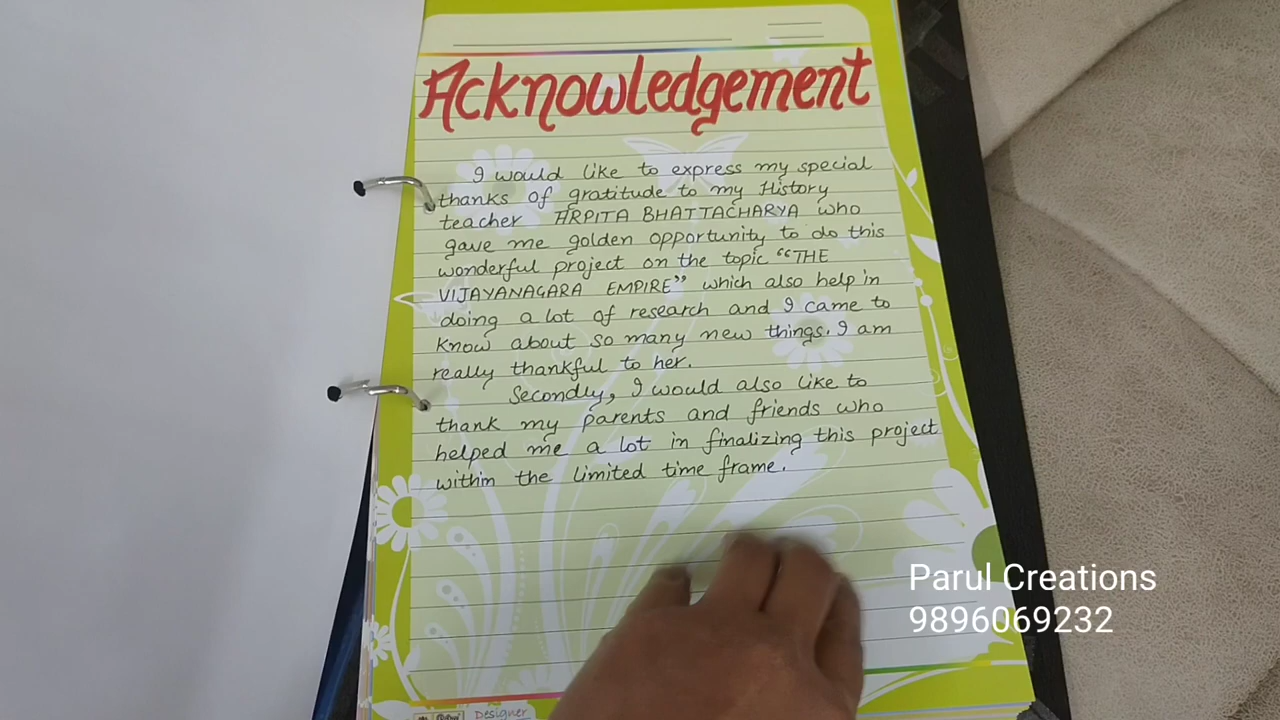 Acknowledgement
I would like to express my special
thanks of gratitude to my History
teacher ARPITA BHATTACHARYA who
gave me golden opportunity to do this
wonderful project on the topic “THE
VIJAYANAGARA EMPIRE” which also help in
doing a lot of research and I came to
know about so many new things. I am
really thankful to her.
Secondly, I would also like to
thank my parents and friends who
helped me a lot in finalizing this project
within the limited time frame.
Parul Creations
9896069232
Designer